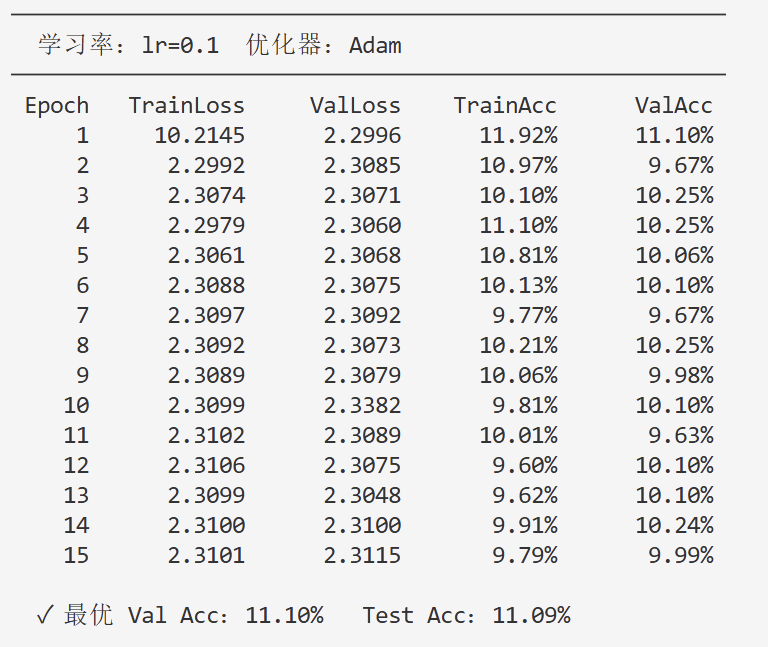 学习率：lr=0.1 优化器：Adam
Epoch TrainLoss ValLoss TrainAcc ValAcc
1 10.2145 2.2996 11.92% 11.10%
2 2.2992 2.3085 10.97% 9.67%
3 2.3074 2.3071 10.10% 10.25%
4 2.2979 2.3060 11.10% 10.25%
5 2.3061 2.3068 10.81% 10.06%
6 2.3088 2.3075 10.13% 10.10%
7 2.3097 2.3092 9.77% 9.67%
8 2.3092 2.3073 10.21% 10.25%
9 2.3089 2.3079 10.06% 9.98%
10 2.3099 2.3382 9.81% 10.10%
11 2.3102 2.3089 10.01% 9.63%
12 2.3106 2.3075 9.60% 10.10%
13 2.3099 2.3048 9.62% 10.10%
14 2.3100 2.3100 9.91% 10.24%
15 2.3101 2.3115 9.79% 9.99%
✓ 最优 Val Acc：11.10% Test Acc：11.09%